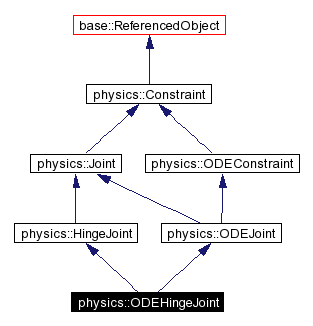 base::ReferencedObject
physics::Constraint
physics::Joint
physics::ODEConstraint
physics::HingeJoint
physics::ODEJoint
physics::ODEHingeJoint